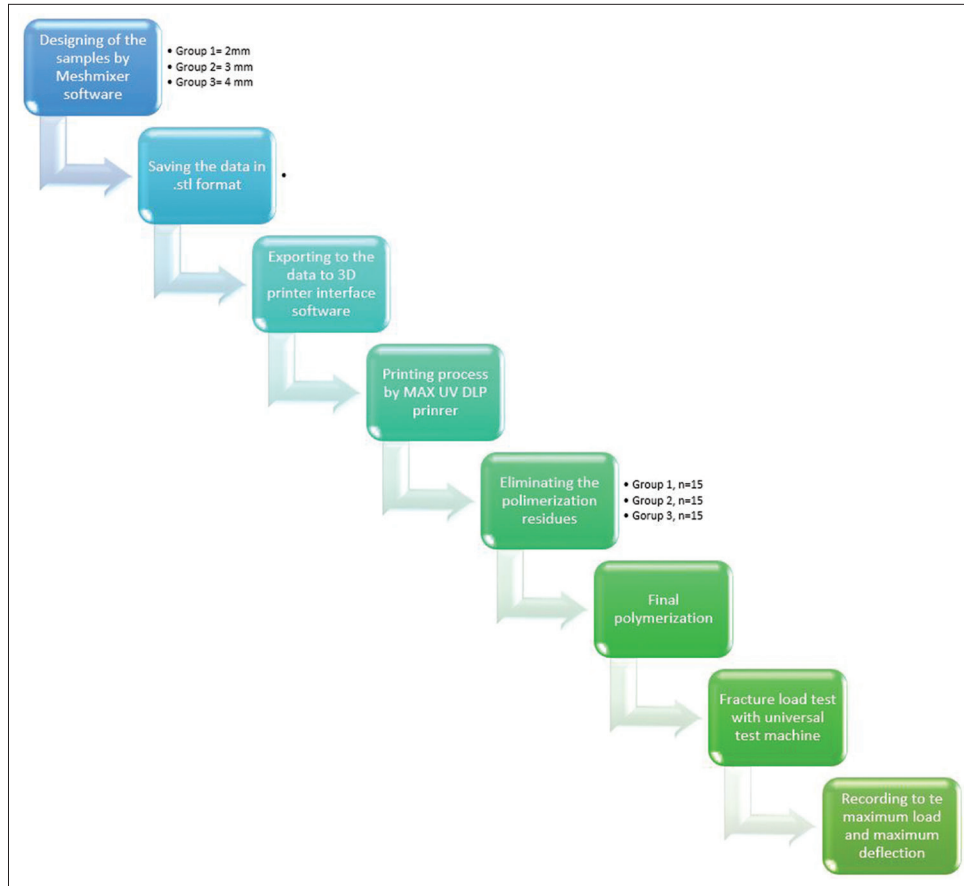 Designing of the
samples by
Meshmixer
software
• Group 1= 2mm
• Group 2= 3 mm
• Group 3= 4 mm
Saving the data in
.stl format
•
Exporting to the
data to 3D
printer interface
software
Printing process
by MAX UV DLP
prinrer
Eliminating the
polimerization
residues
• Group 1, n=15
• Group 2, n=15
• Gorup 3, n=15
Final
polymerization
Fracture load test
with universal
test machine
Recording to te
maximum load
and maximum
deflection